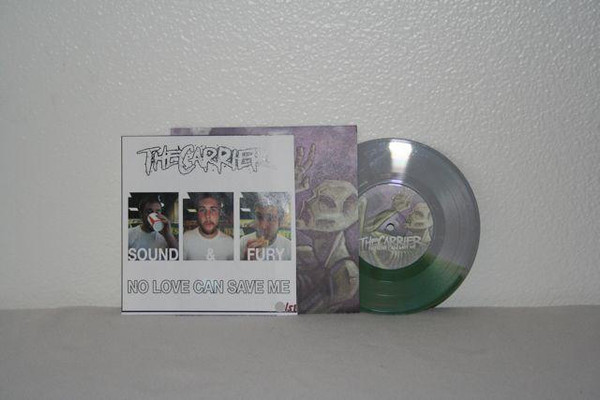 THE CARRIER
SOUND & FURY
NO LOVE CAN SAVE ME
THE CARRIER